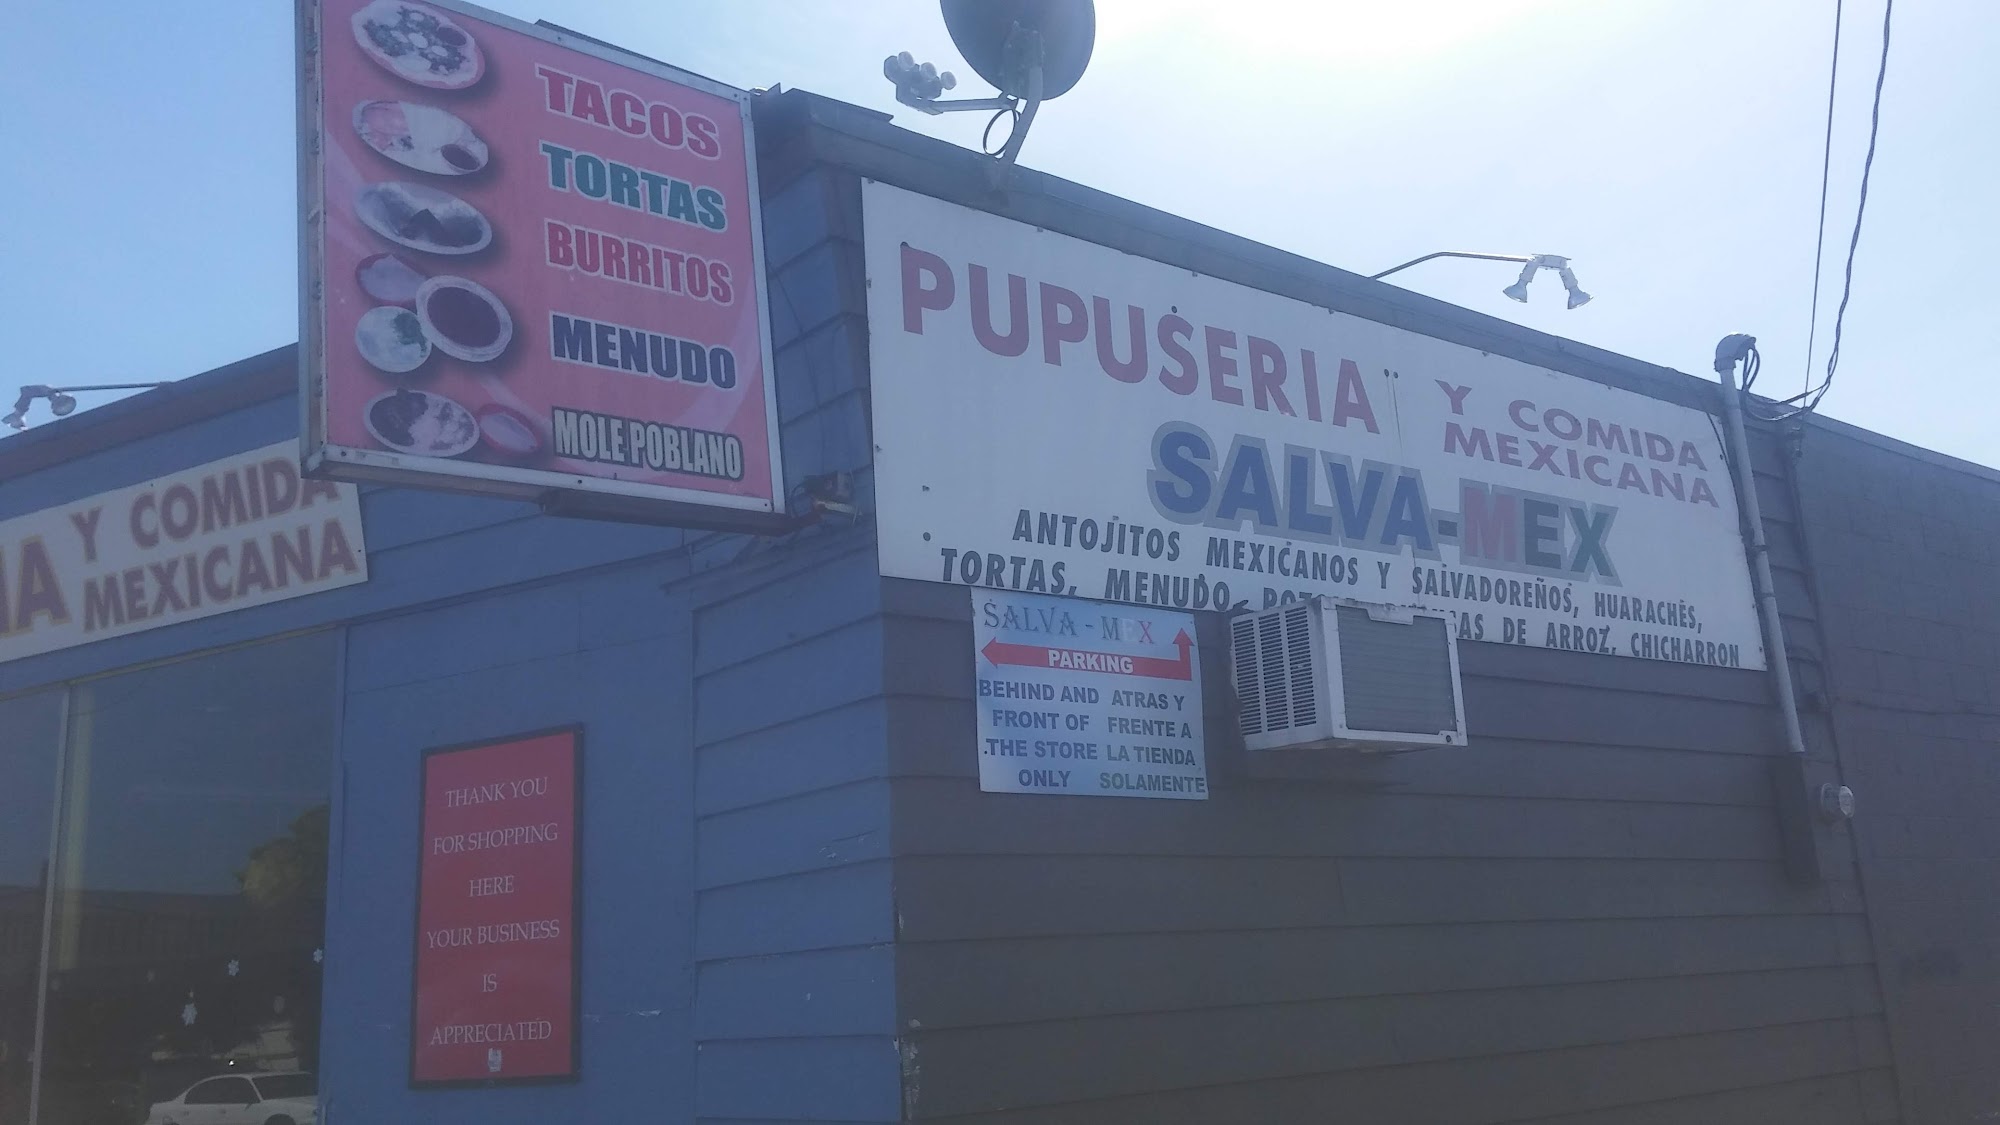 TACOS
TORTAS
BURRITOS
MENUDO
MOLE POBLANO
PUPUSERIA Y COMIDA
MEXICANA
SALVA-MEX
ANTOJITOS MEXICANOS Y SALVADOREÑOS, HUARACHES,
TORTAS, MENUDO, DE ARROZ, CHICHARRON
Y COMIDA
MEXICANA
SALVA-MEX
PARKING
BEHIND AND ATRAS Y
FRONT OF FRENTE A
THE STORE LA TIENDA
ONLY SOLAMENTE
THANK YOU
FOR SHOPPING
HERE
YOUR BUSINESS
IS
APPRECIATED